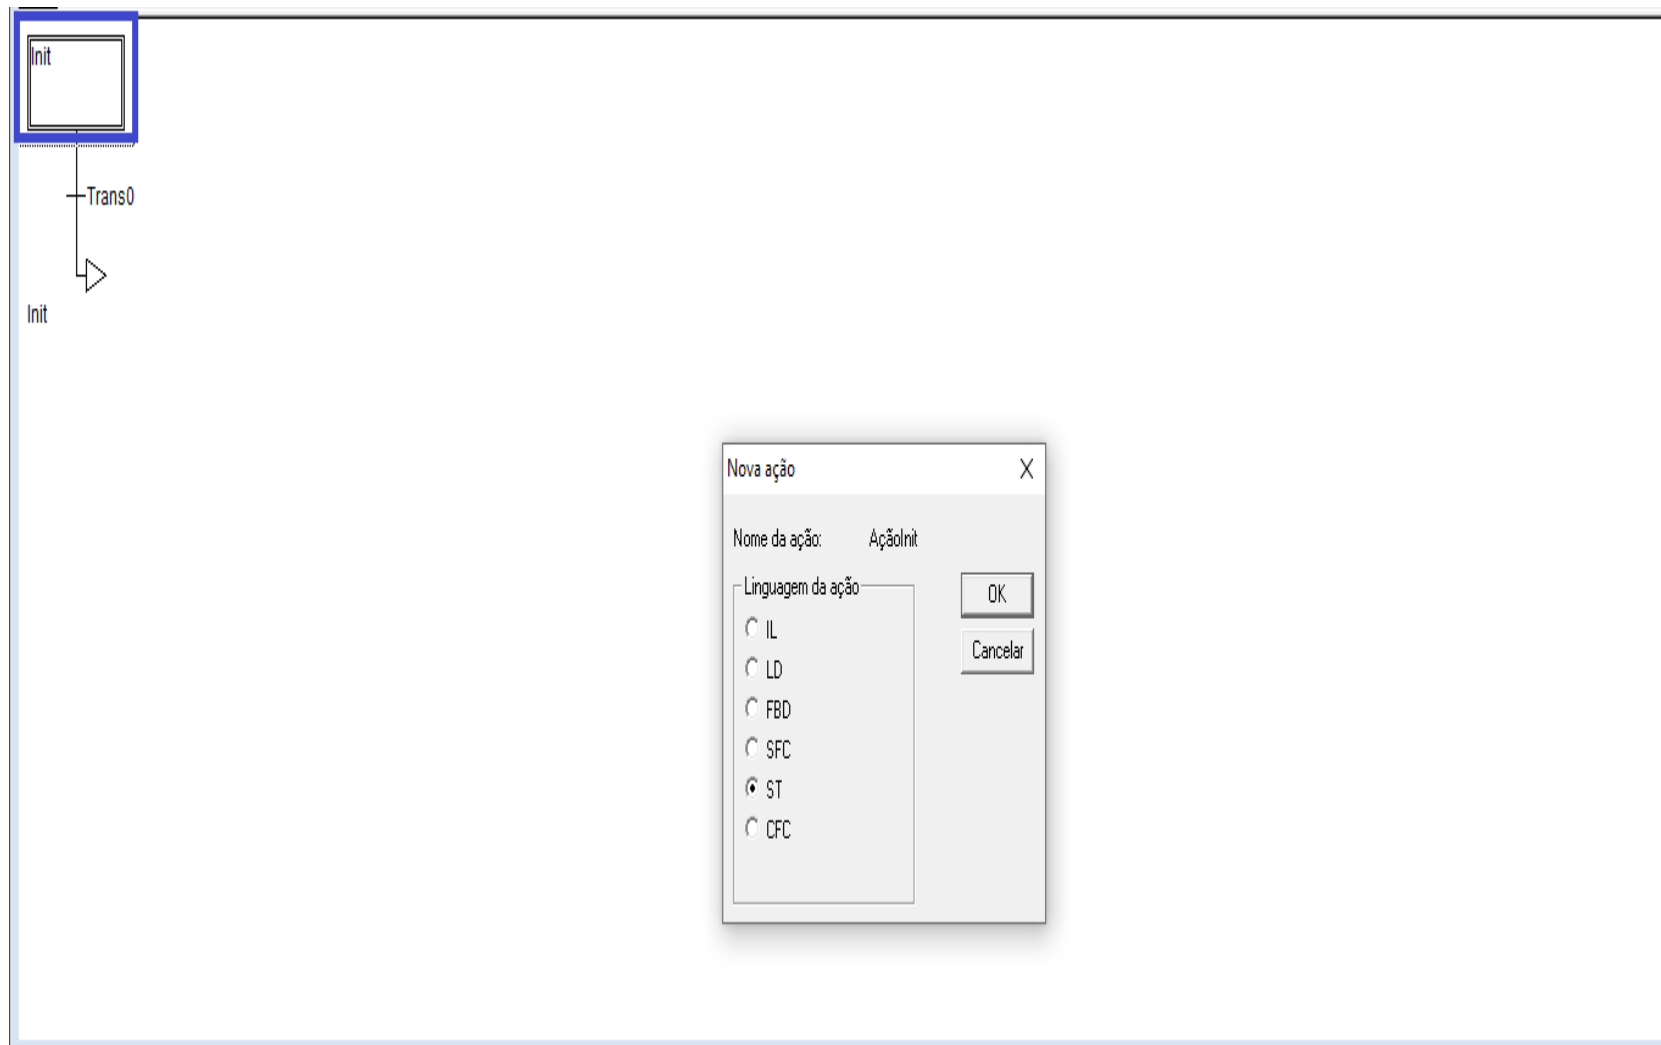 Init
Trans0
Init
Nova ação
Nome da ação: AçãoInit
Linguagem da ação
IL
LD
FBD
SFC
ST
CFC
OK
Cancelar